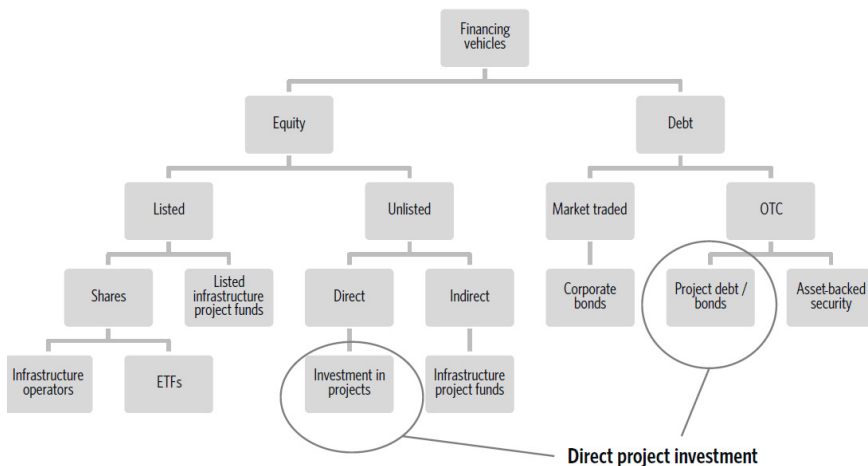 Financing
vehicles
Equity
Debt
Listed
Unlisted
Market traded
OTC
Shares
Listed
infrastructure
project funds
Direct
Indirect
Corporate
bonds
Project debt /
bonds
Asset-backed
security
Infrastructure
operators
ETFs
Investment in
projects
Infrastructure
project funds
Direct project investment